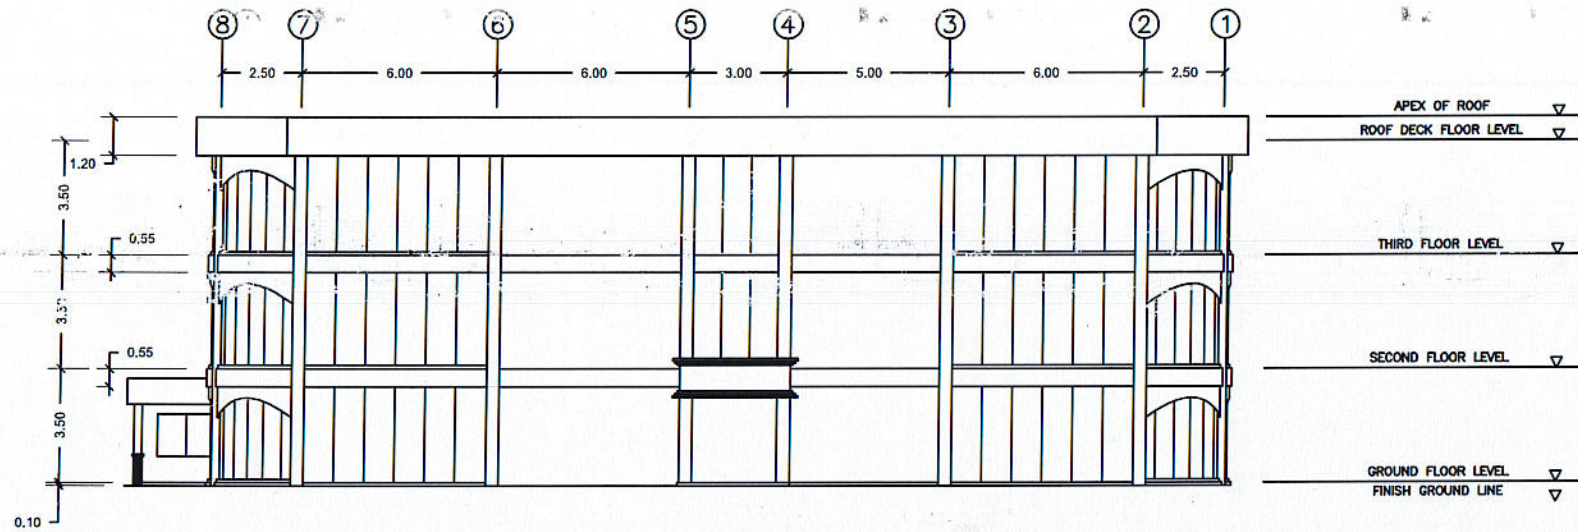 8 7 6 5 4 3 2 1
2.50 6.00 6.00 3.00 5.00 6.00 2.50
APEX OF ROOF
ROOF DECK FLOOR LEVEL
1.20
3.50
0.55
THIRD FLOOR LEVEL
0.55
SECOND FLOOR LEVEL
3.50
GROUND FLOOR LEVEL
FINISH GROUND LINE
0.10